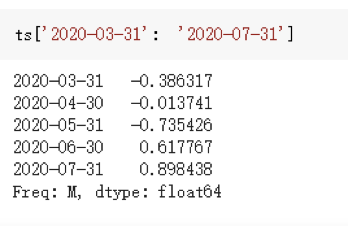 ts['2020-03-31': '2020-07-31']
2020-03-31 -0.386317
2020-04-30 -0.013741
2020-05-31 -0.735426
2020-06-30 0.617767
2020-07-31 0.898438
Freq: M, dtype: float64